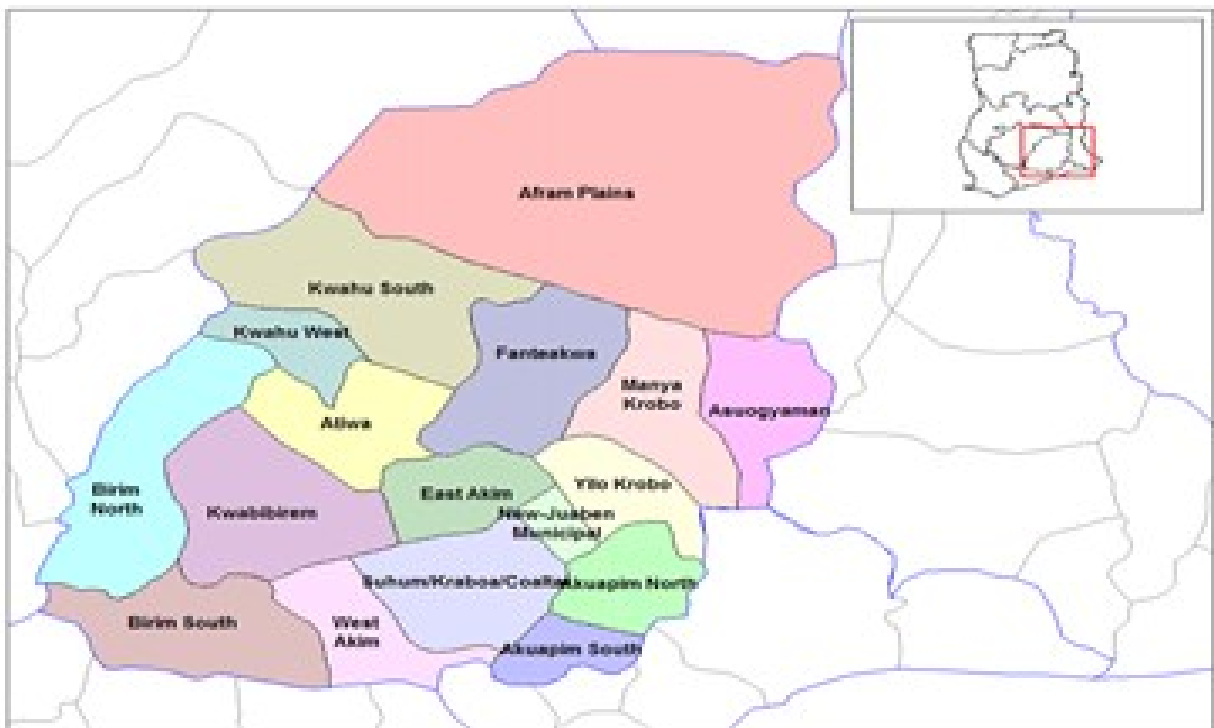 Afram Plains
Kwahu South
Kwahu West
Fanteakwa
Manya
Krobo
Asuogyaman
Atiwa
Birim
North
Kwabibirem
East Akim
Yilo Krobo
New-Juaben
Municipal
Suhum/Kraboa/Coaltar
Akuapim North
Birim South
West
Akim
Akuapim South